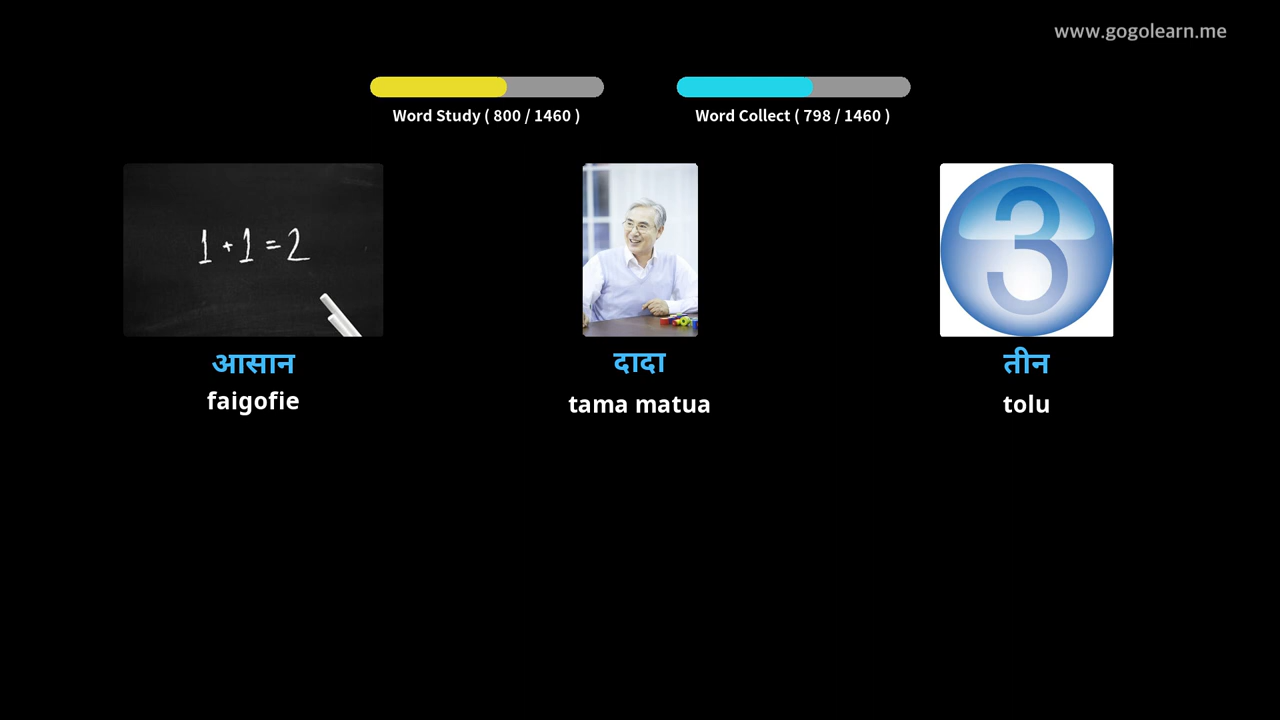 www.gogolearn.me
Word Study ( 800 / 1460 )
Word Collect ( 798 / 1460 )
1 + 1 = 2
3
आसान
दादा
तीन
faigofie
tama matua
tolu